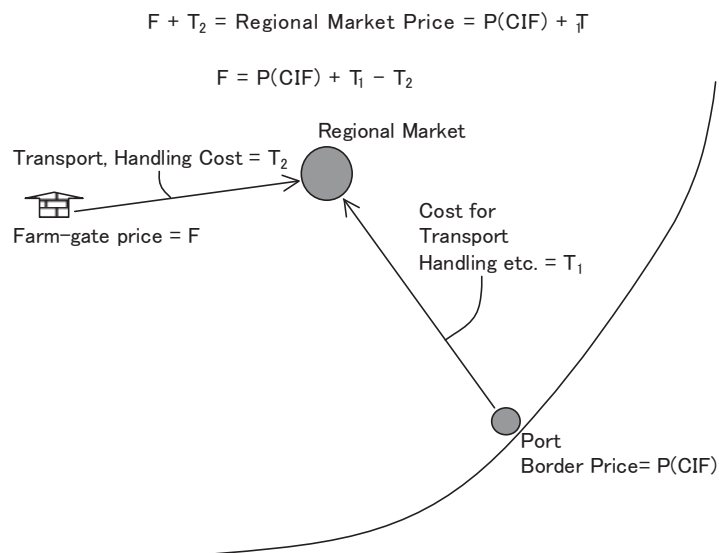 F + T₂ = Regional Market Price = P(CIF) + ₁T
F = P(CIF) + T₁ − T₂
Regional Market
Transport, Handling Cost = T₂
Farm-gate price = F
Cost for
Transport
Handling etc. = T₁
Port
Border Price= P(CIF)